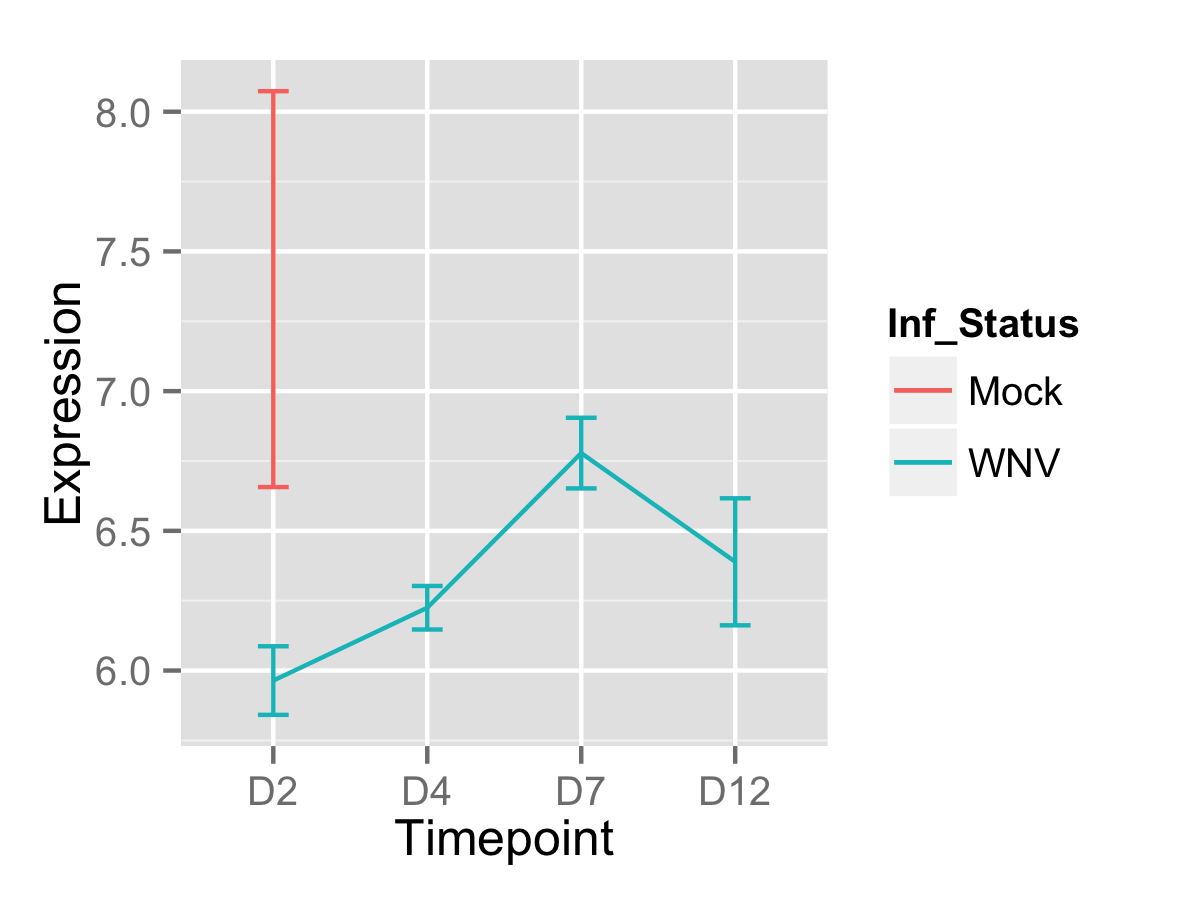 8.0
7.5
7.0
6.5
6.0
Expression
D2 D4 D7 D12
Timepoint
Inf_Status
Mock
WNV